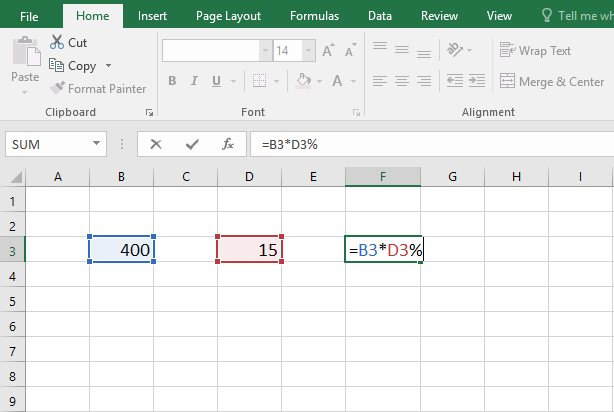 File Home Insert Page Layout Formulas Data Review View Tell me wh
Cut
Copy
Format Painter
Paste
14 A A
B I U A
Wrap Text
Merge & Center
Clipboard Font Alignment
SUM fx =B3*D3%
A B C D E F G H I
1
2
3 400 15 =B3*D3%
4
5
6
7
8
9